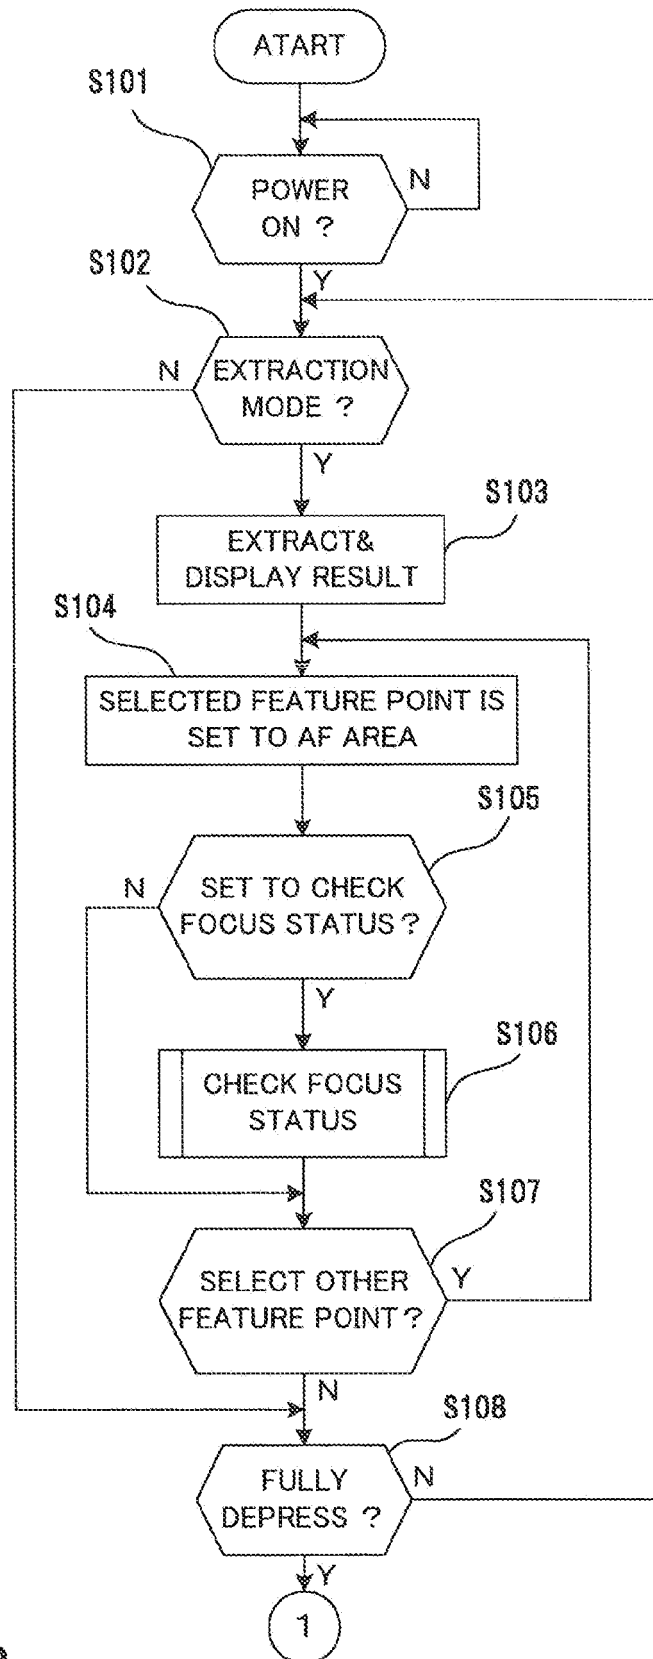 ATART
S101
POWER
ON ?
N
Y
S102
EXTRACTION
MODE ?
N
Y
S103
EXTRACT&
DISPLAY RESULT
S104
SELECTED FEATURE POINT IS
SET TO AF AREA
S105
SET TO CHECK
FOCUS STATUS ?
N
Y
S106
CHECK FOCUS
STATUS
S107
SELECT OTHER
FEATURE POINT ?
Y
N
S108
FULLY
DEPRESS ?
N
Y
1